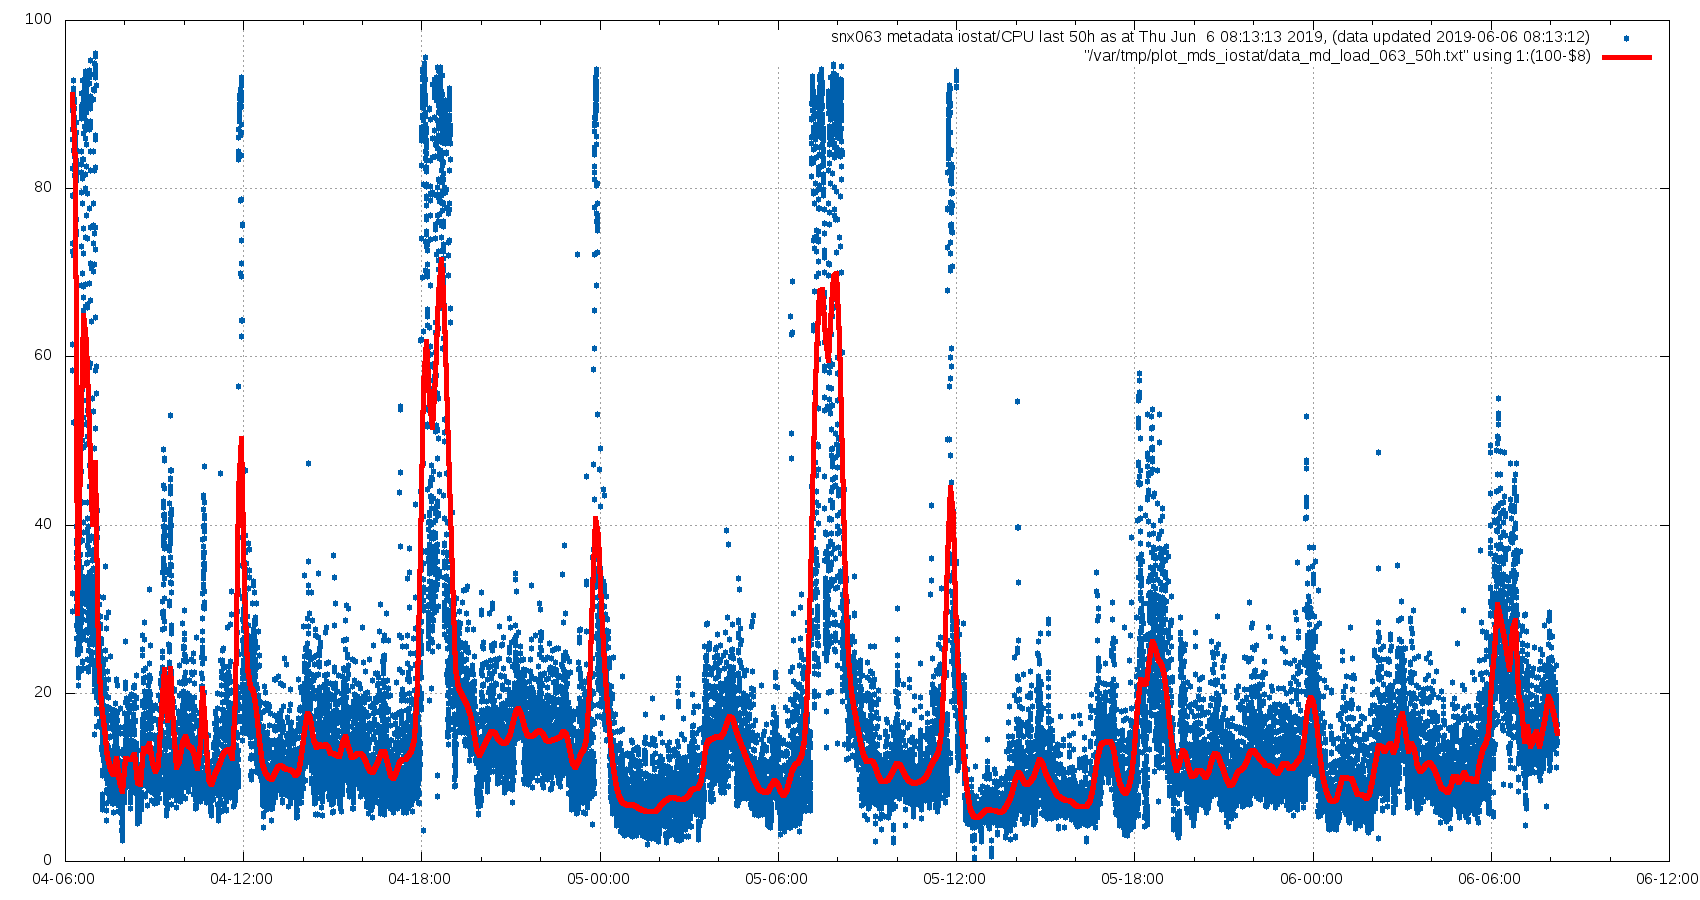 snx063 metadata iostat/CPU last 50h as at Thu Jun  6 08:13:13 2019, (data updated 2019-06-06 08:13:12)
"/var/tmp/plot_mds_iostat/data_md_load_063_50h.txt" using 1:(100-$8)
100
80
60
40
20
0
04-06:00 04-12:00 04-18:00 05-00:00 05-06:00 05-12:00 05-18:00 06-00:00 06-06:00 06-12:00